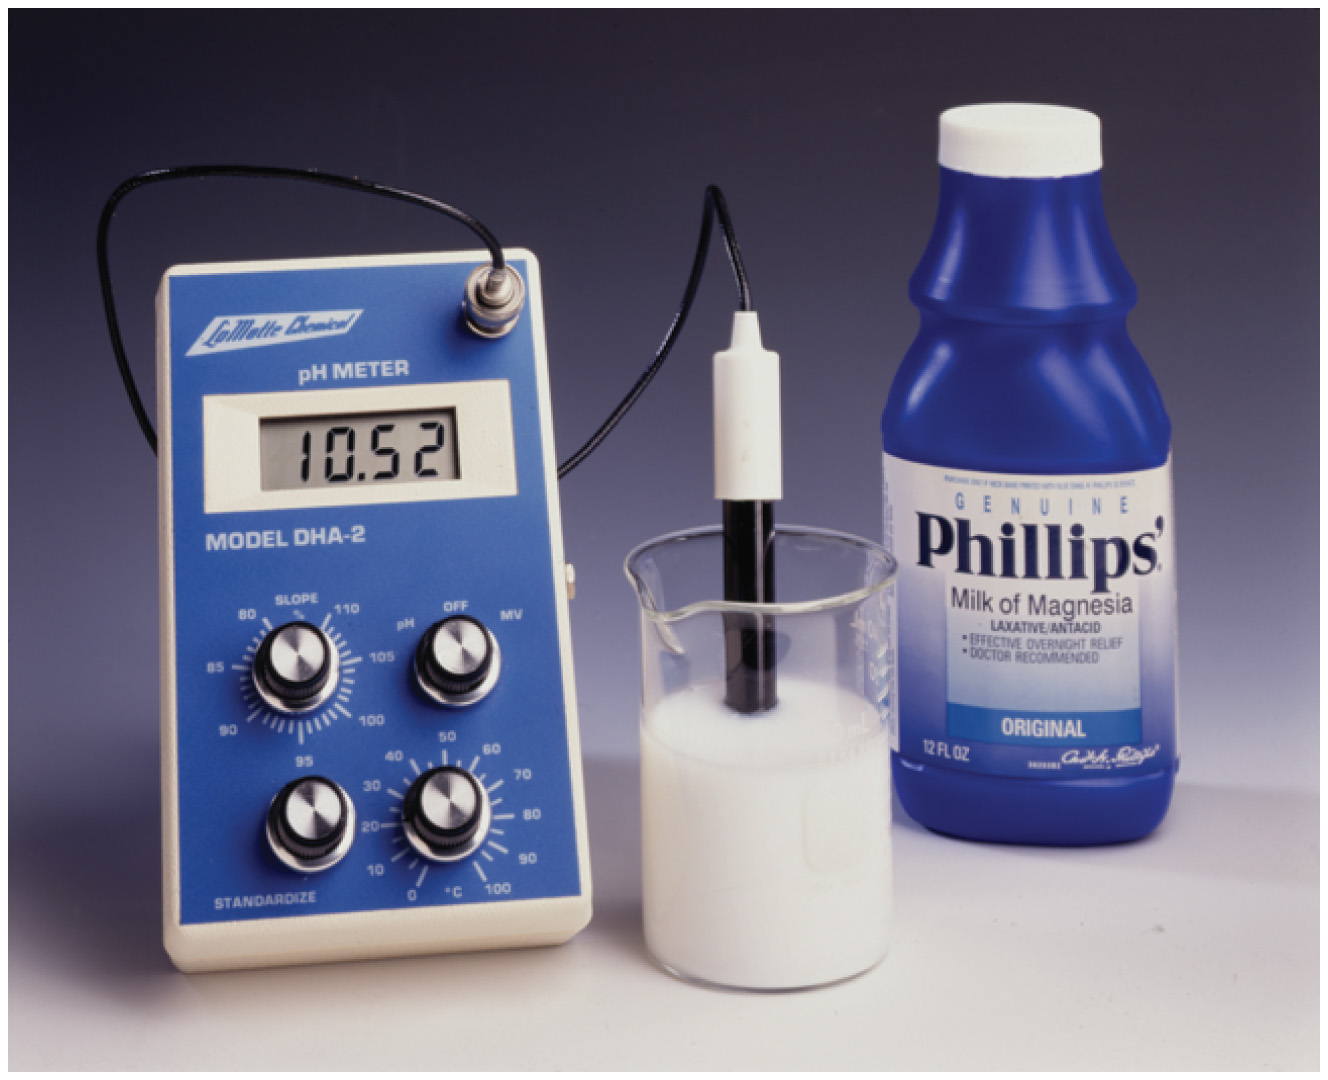 LaMotte Chemical
pH METER
10.52
MODEL DHA-2
SLOPE
80
110
85
105
90
100
95
OFF
pH
MV
STANDARDIZE
50
40
60
30
70
20
80
10
90
0
°C
100
GENUINE
Phillips'
Milk of Magnesia
LAXATIVE/ANTACID
• EFFECTIVE OVERNIGHT RELIEF
• DOCTOR RECOMMENDED
ORIGINAL
12 FL OZ